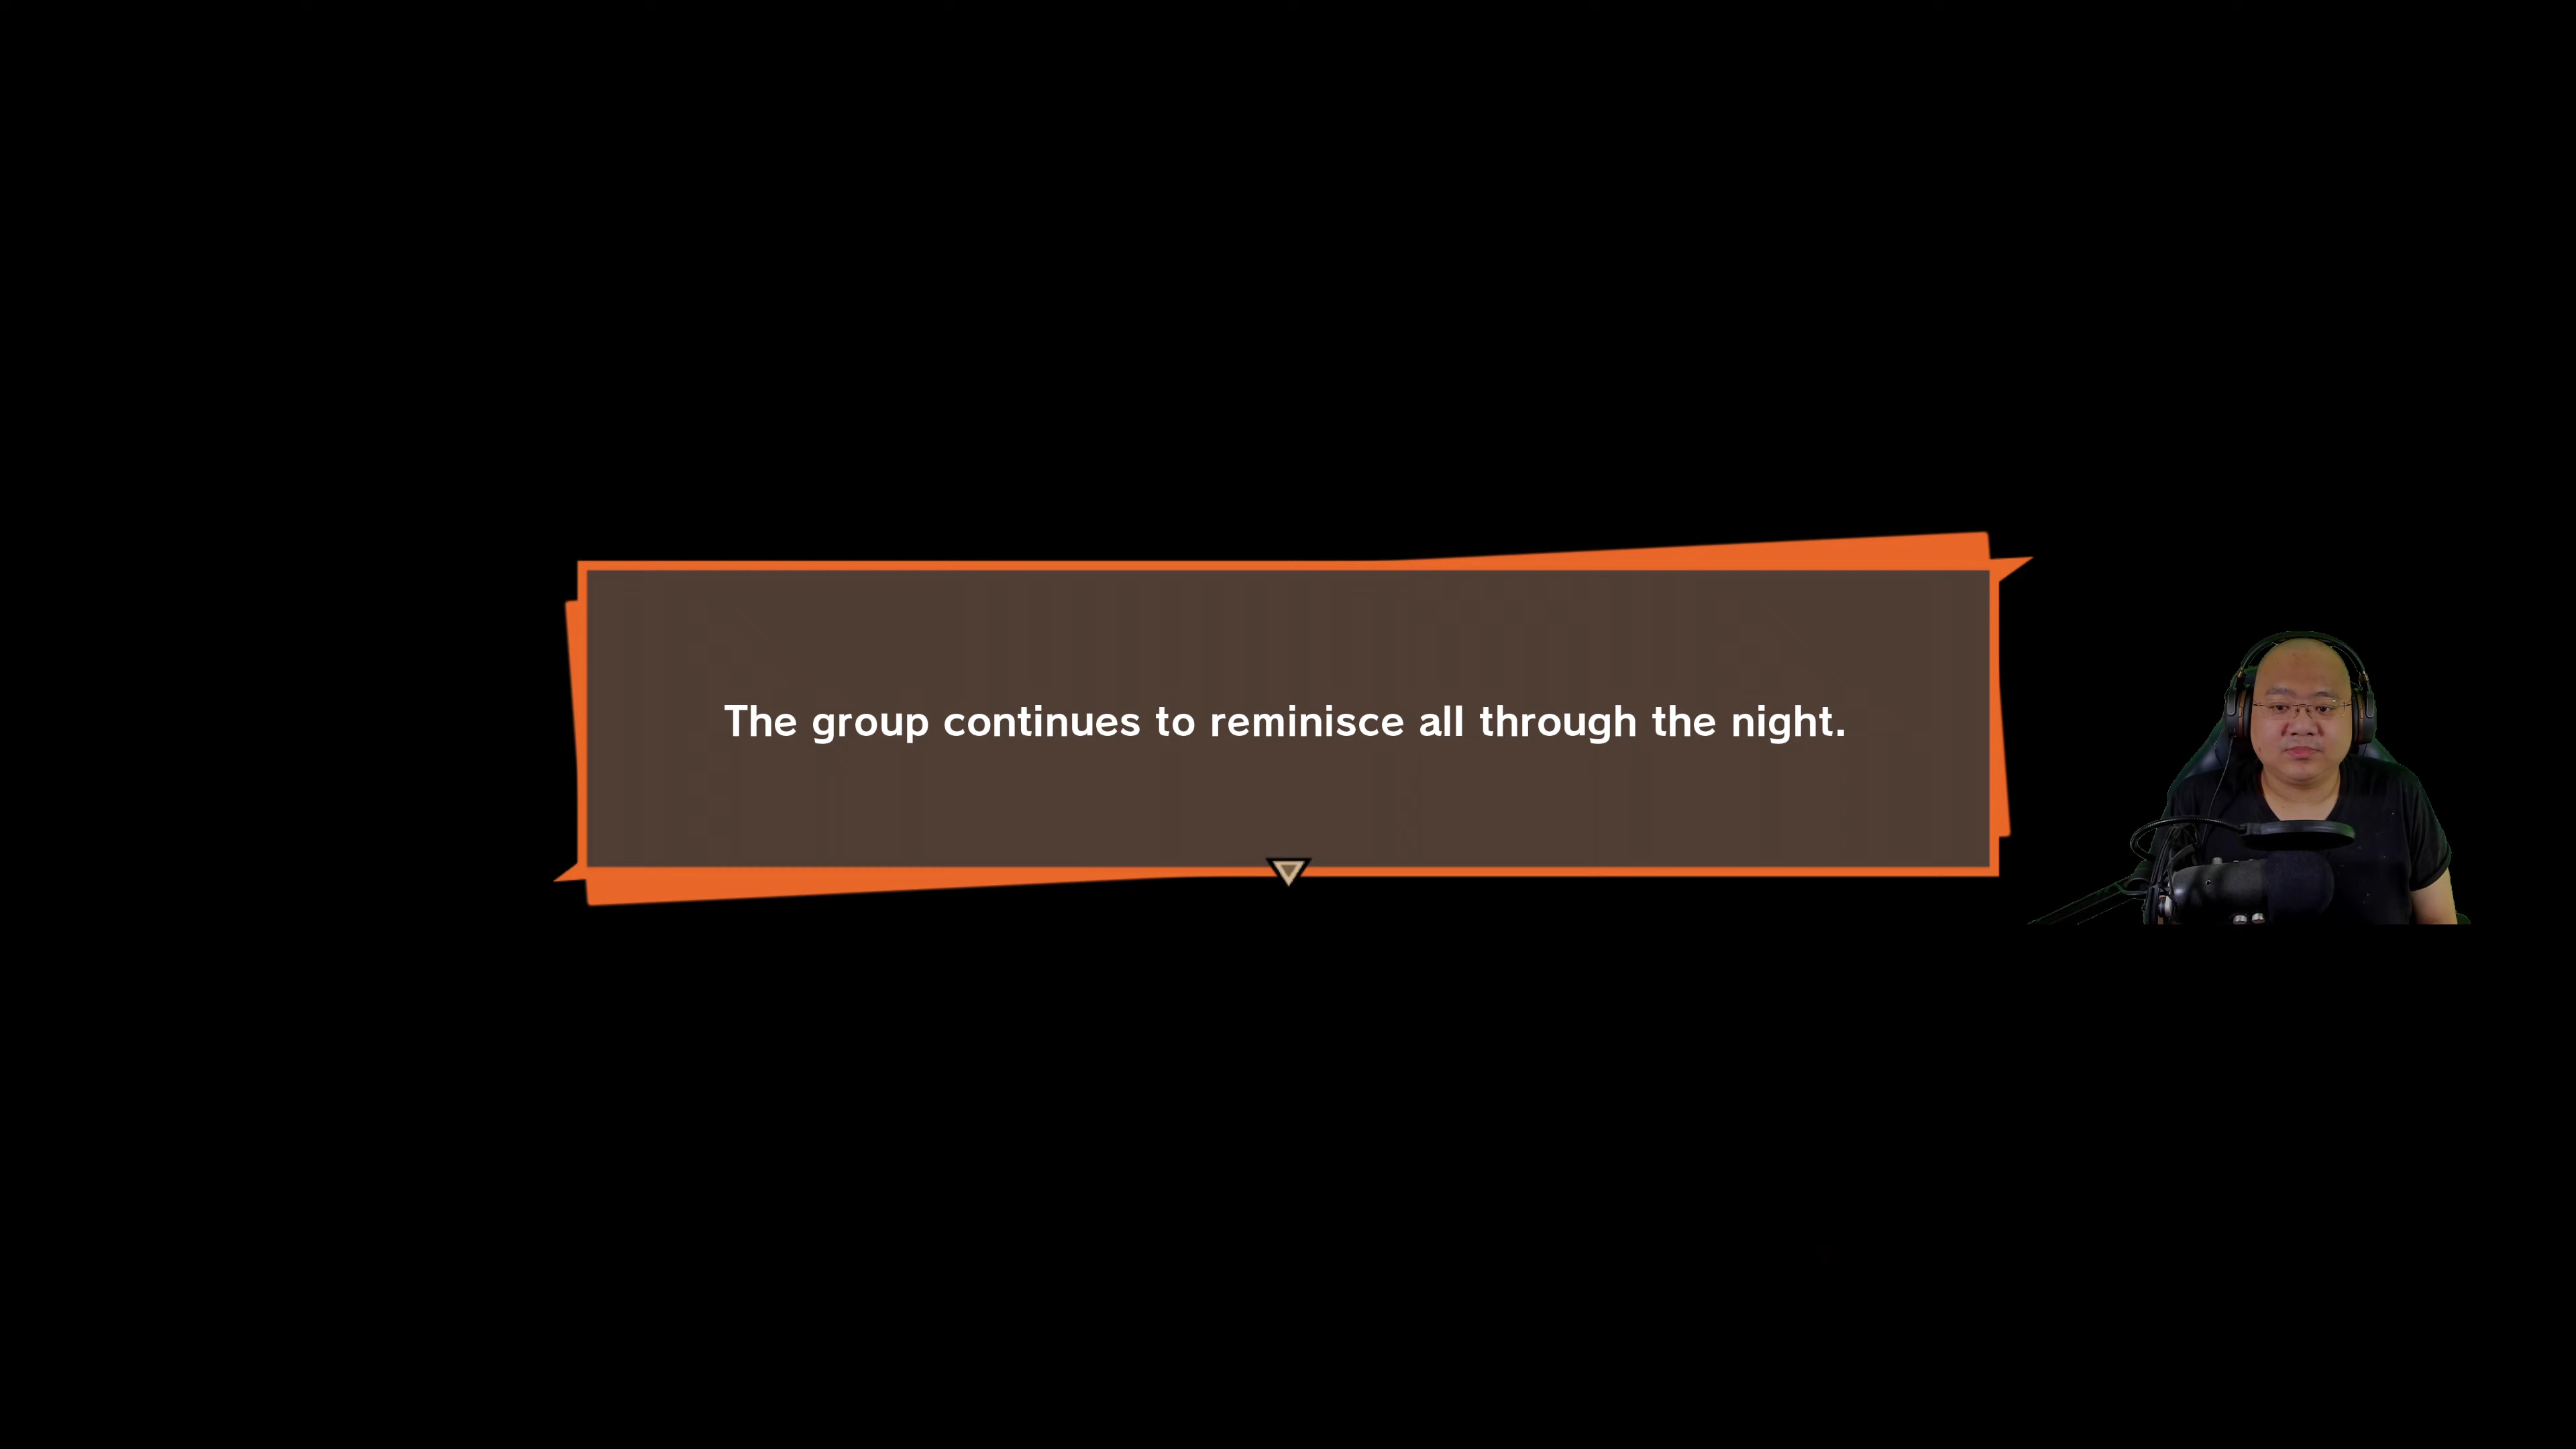 The group continues to reminisce all through the night.